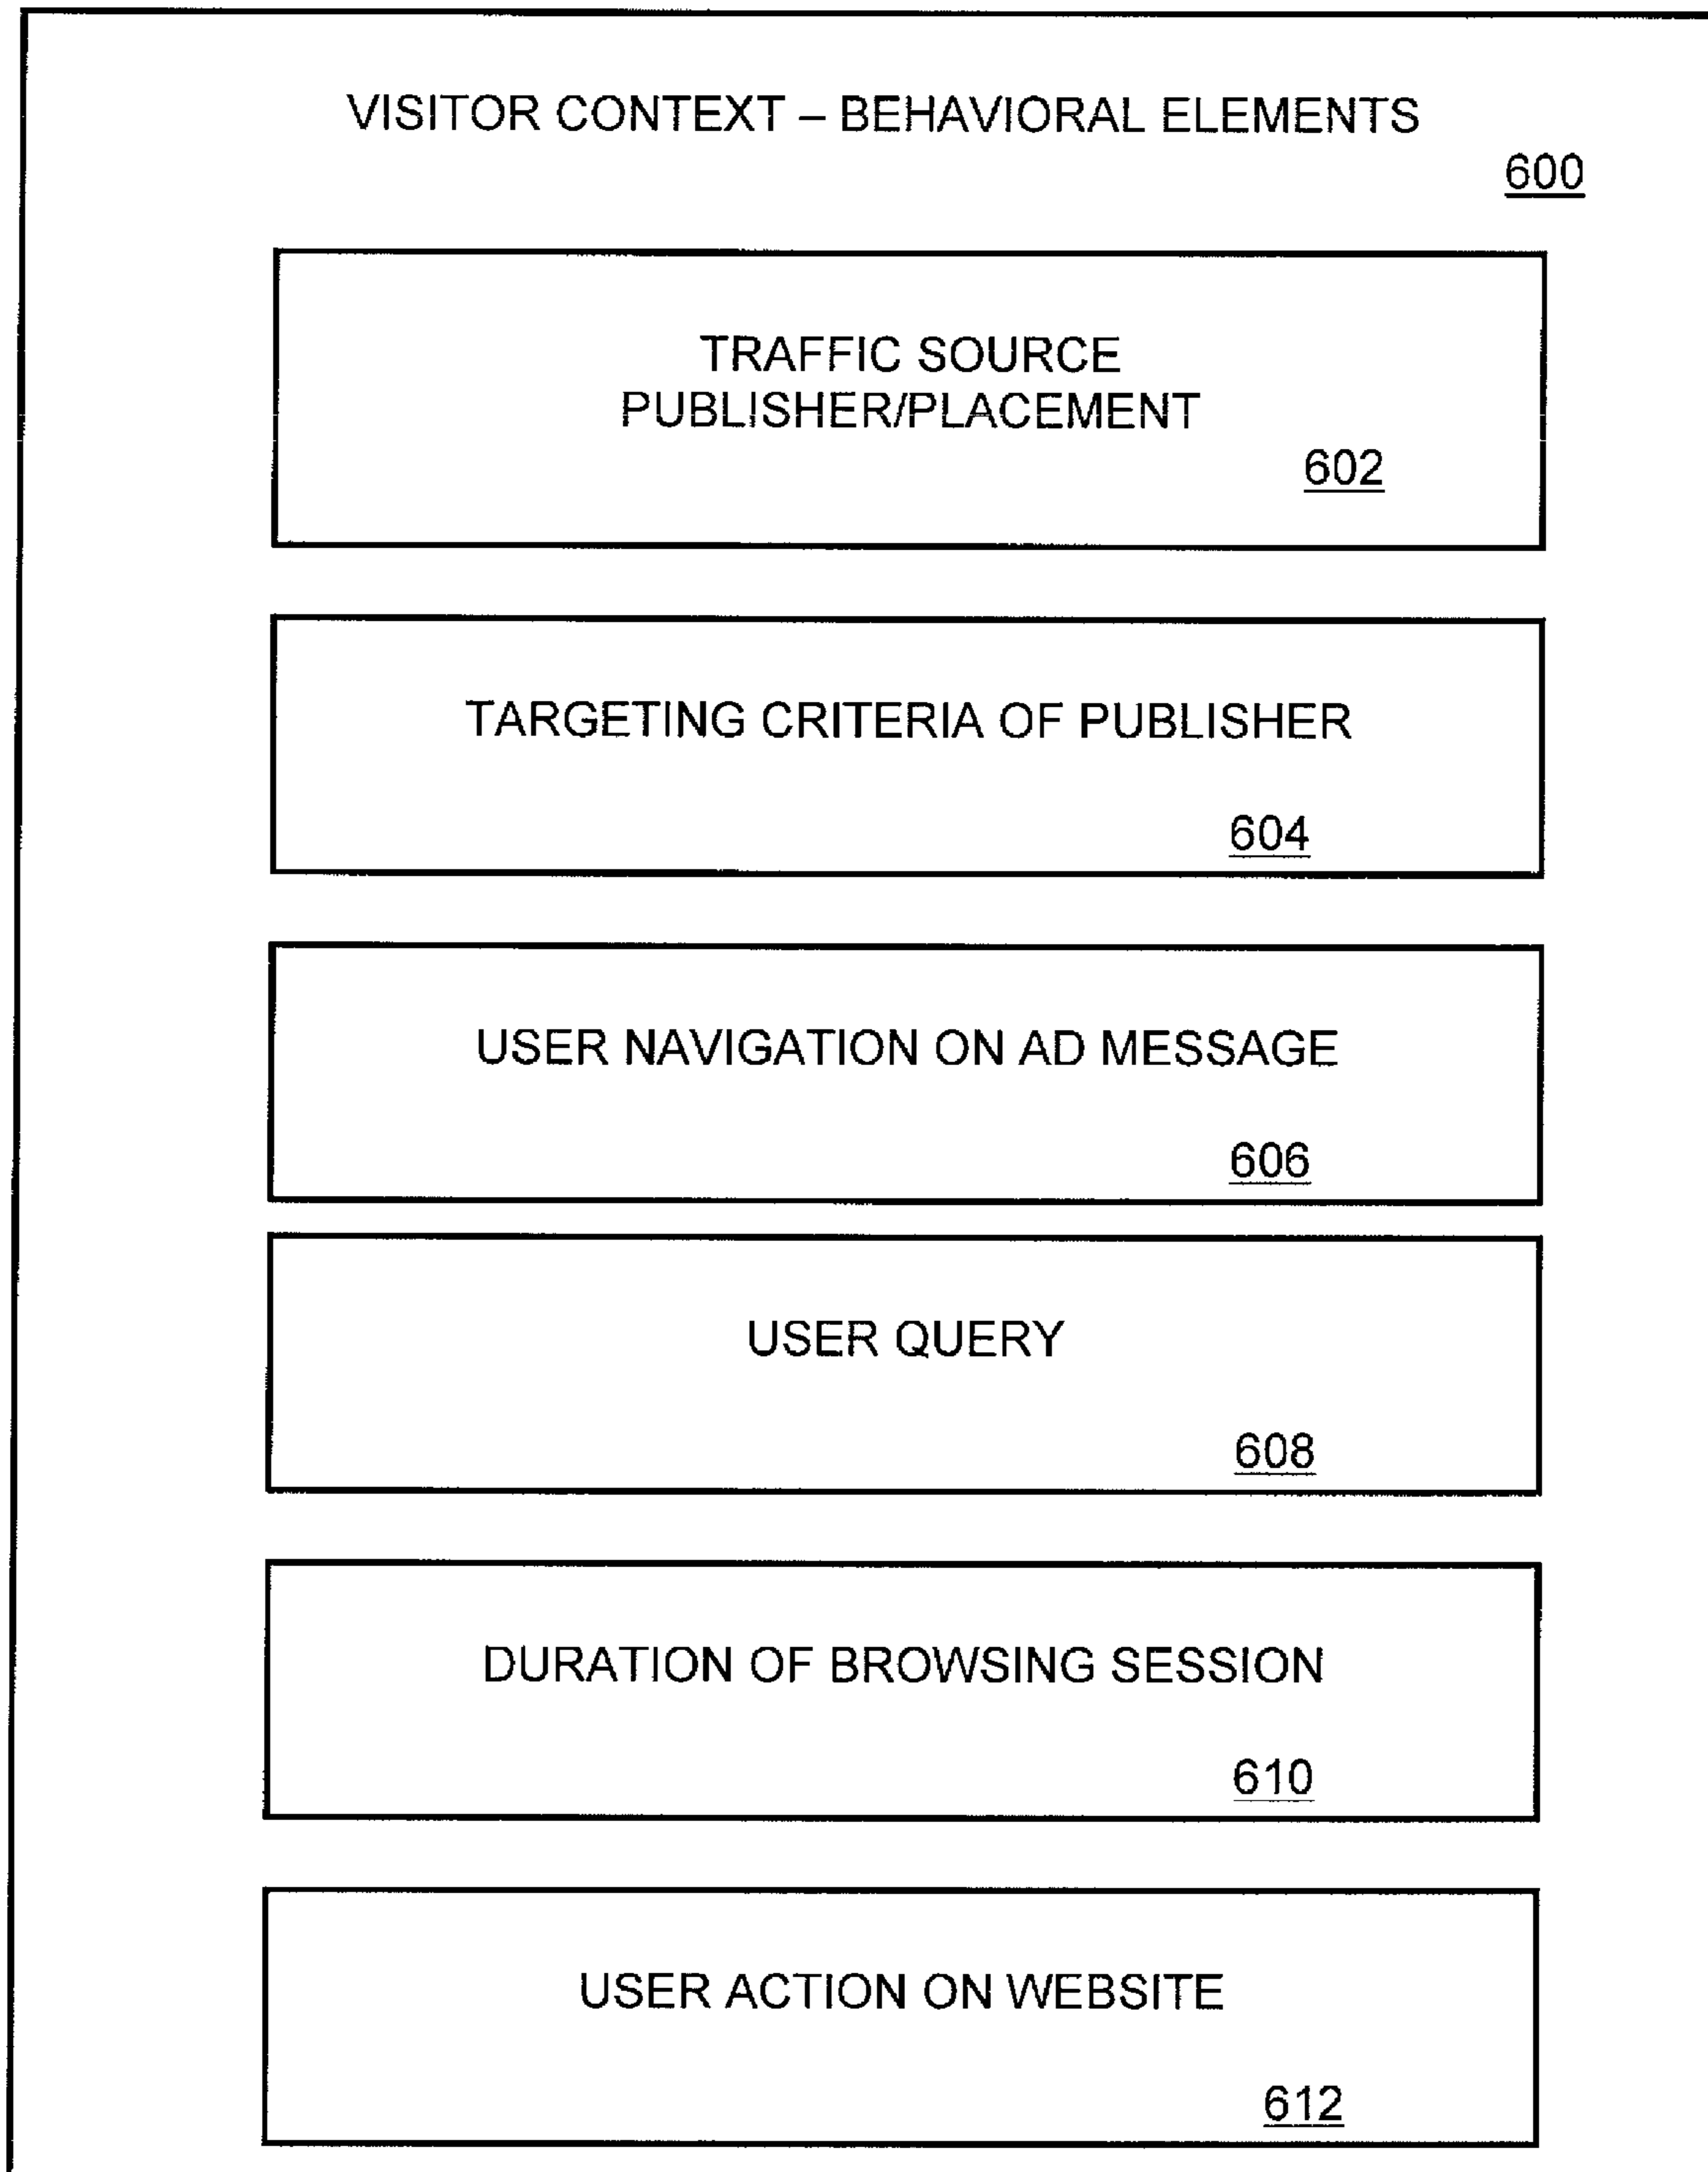 VISITOR CONTEXT – BEHAVIORAL ELEMENTS
600
TRAFFIC SOURCE
PUBLISHER/PLACEMENT
602
TARGETING CRITERIA OF PUBLISHER
604
USER NAVIGATION ON AD MESSAGE
606
USER QUERY
608
DURATION OF BROWSING SESSION
610
USER ACTION ON WEBSITE
612